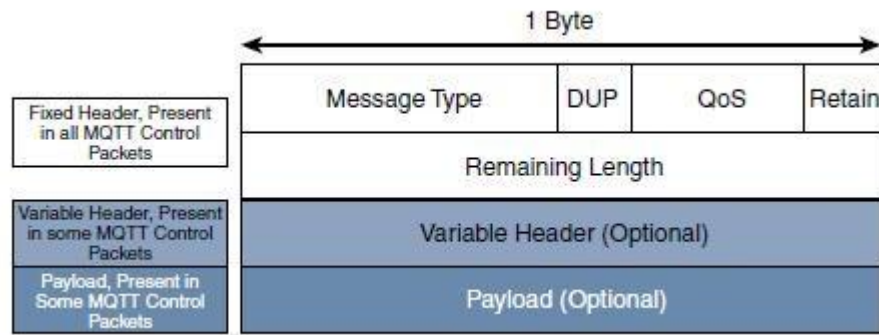 1 Byte
Message Type DUP QoS Retain
Fixed Header, Present
in all MQTT Control
Packets
Remaining Length
Variable Header, Present
in some MQTT Control
Packets
Variable Header (Optional)
Payload, Present in
Some MQTT Control
Packets
Payload (Optional)